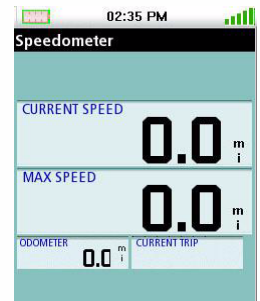 02:35 PM
Speedometer
CURRENT SPEED
0.0 mi
MAX SPEED
0.0 mi
ODOMETER CURRENT TRIP
0.0 mi